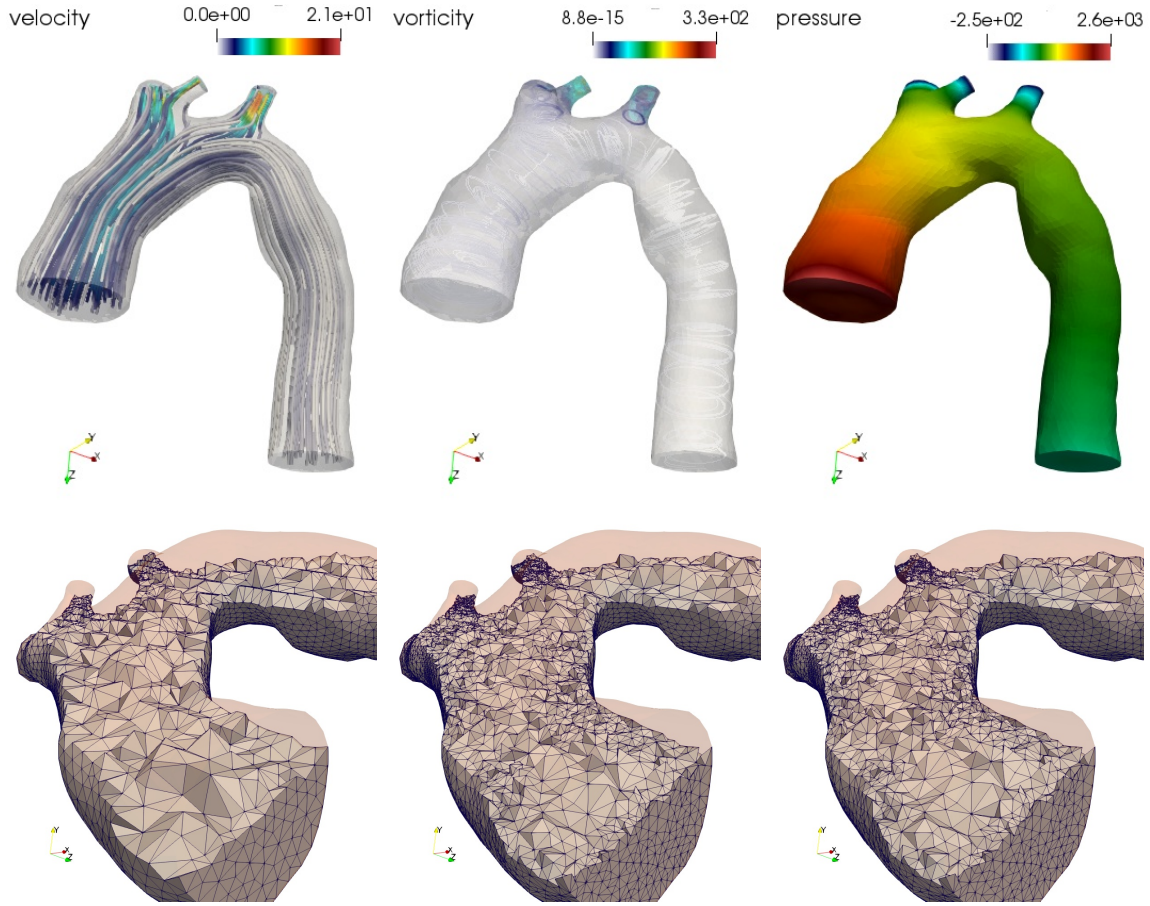 velocity
0.0e+00 2.1e+01
vorticity
8.8e-15 3.3e+02
pressure
-2.5e+02 2.6e+03
Y
X
Z
Y
X
Z
Y
X
Z
Y
X
Z
Y
X
Z
Y
X
Z